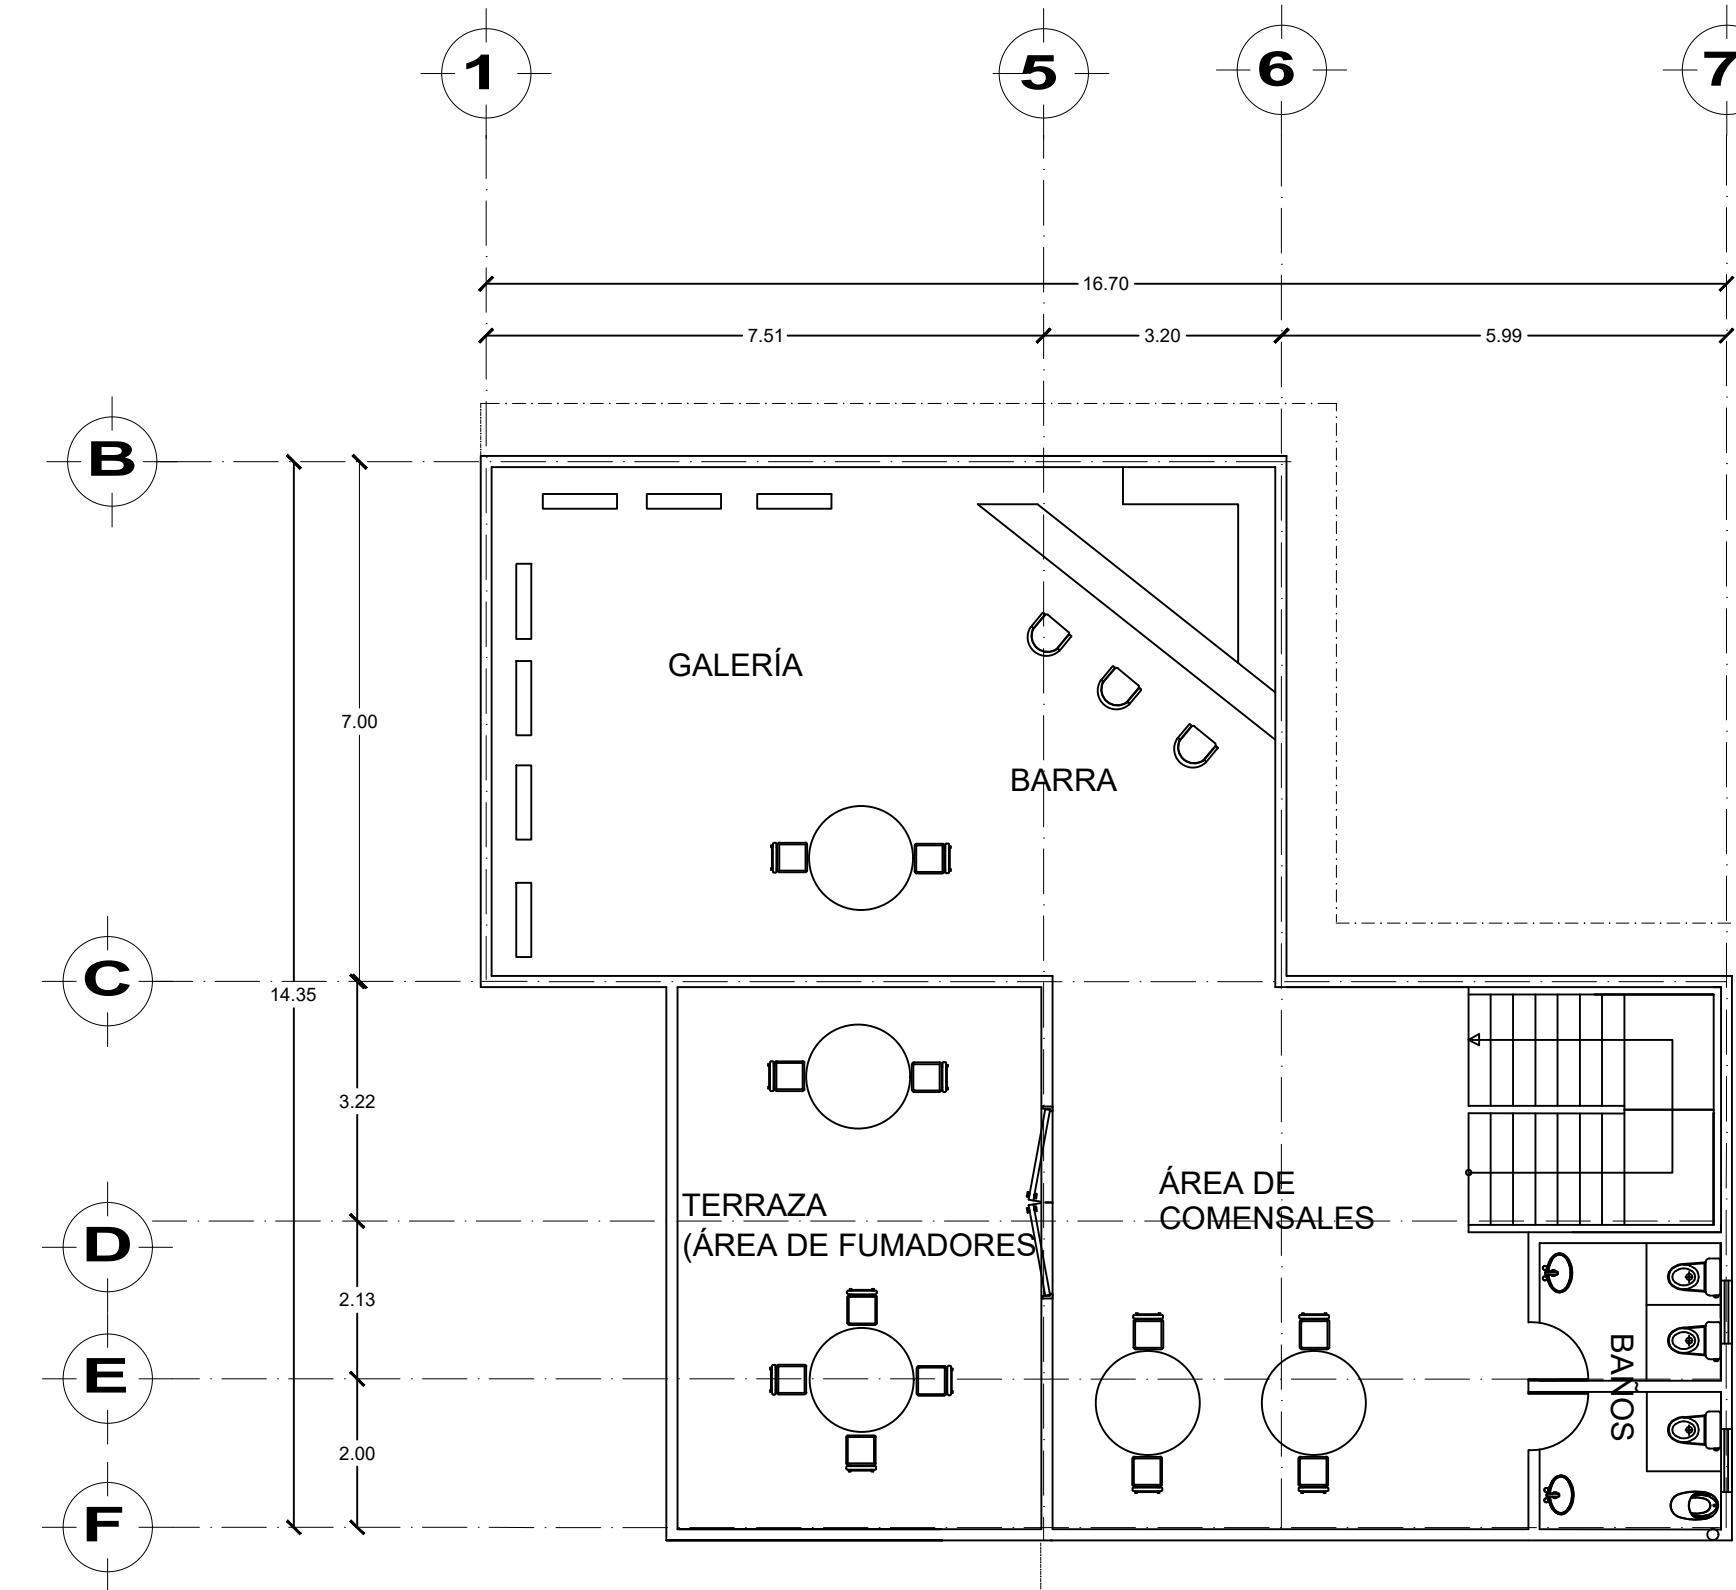 1
5
6
7
16.70
7.51
3.20
5.99
B
GALERÍA
7.00
BARRA
C
14.35
3.22
ÁREA DE
COMENSALES
TERRAZA
(ÁREA DE FUMADORES
D
2.13
BAÑOS
E
2.00
F